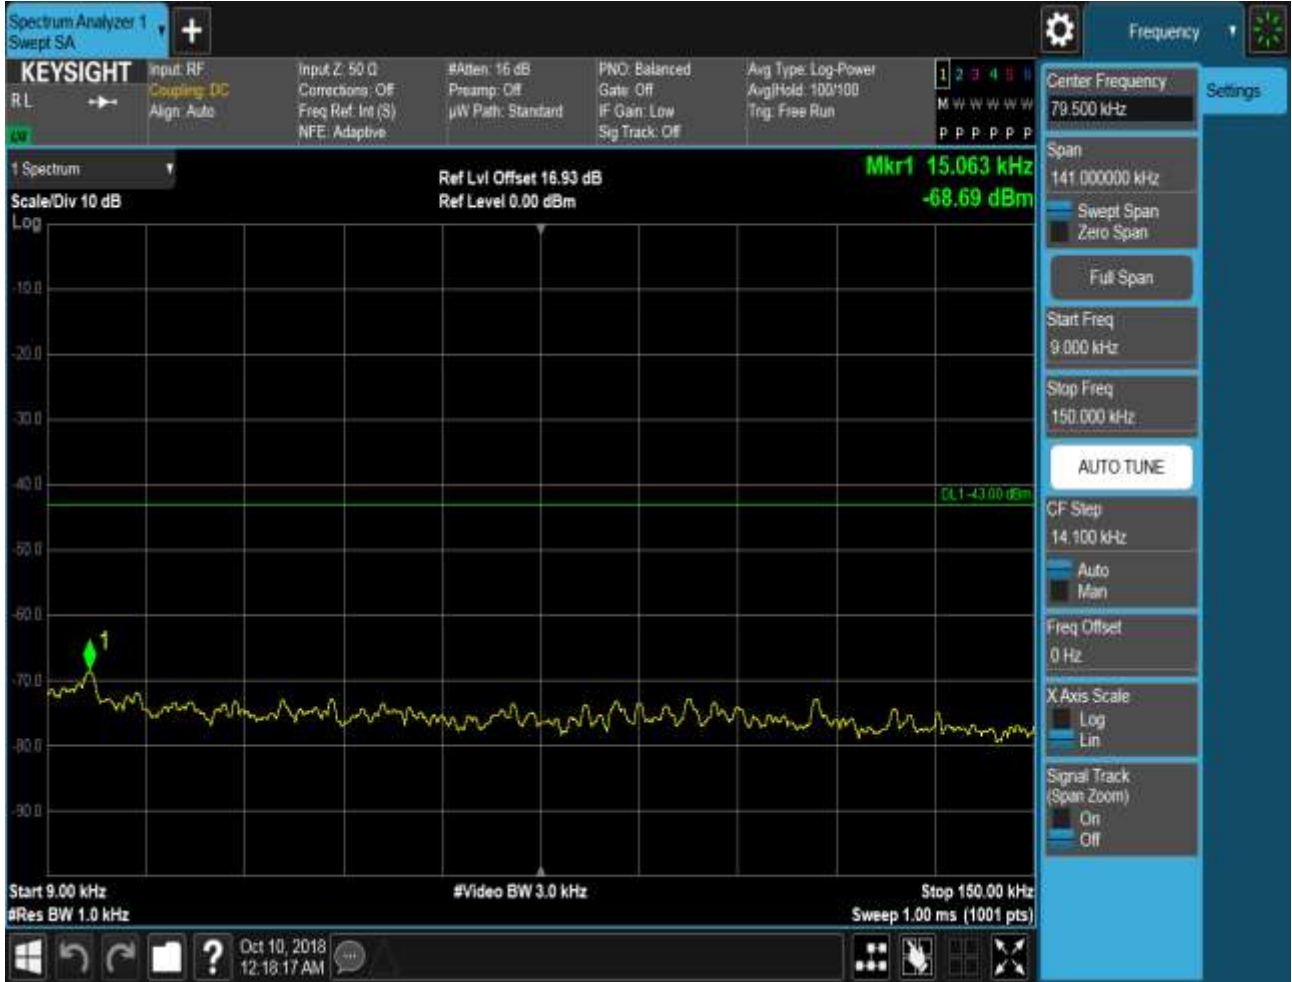 Spectrum Analyzer 1
Swept SA
+
Frequency
KEYSIGHT
RL
Input: RF
Coupling: DC
Align: Auto
Input Z: 50 Ω
Corrections: Off
Freq Ref: Int (S)
NFE: Adaptive
#Atten: 16 dB
Preamp: Off
µW Path: Standard
PNO: Balanced
Gate: Off
IF Gain: Low
Sig Track: Off
Avg Type: Log-Power
Avg|Hold: 100/100
Trig: Free Run
1 2 3 4 5 6
M W W W W W
P P P P P P
1 Spectrum
Scale/Div 10 dB
Log
Ref Lvl Offset 16.93 dB
Ref Level 0.00 dBm
Mkr1 15.063 kHz
-68.69 dBm
-10.0
-20.0
-30.0
-40.0
DL1 -43.00 dBm
-50.0
-60.0
1
-70.0
-80.0
-90.0
Start 9.00 kHz
#Res BW 1.0 kHz
#Video BW 3.0 kHz
Stop 150.00 kHz
Sweep 1.00 ms (1001 pts)
?
Oct 10, 2018
12:18:17 AM
Center Frequency
79.500 kHz
Settings
Span
141.000000 kHz
Swept Span
Zero Span
Full Span
Start Freq
9.000 kHz
Stop Freq
150.000 kHz
AUTO TUNE
CF Step
14.100 kHz
Auto
Man
Freq Offset
0 Hz
X Axis Scale
Log
Lin
Signal Track
(Span Zoom)
On
Off